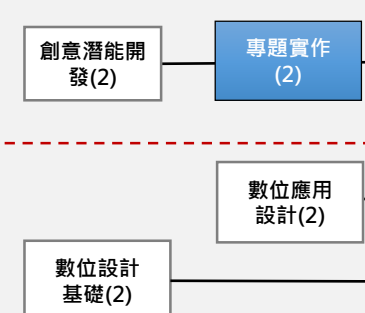 創意潛能開
發(2)
專題實作
(2)
數位應用
設計(2)
數位設計
基礎(2)